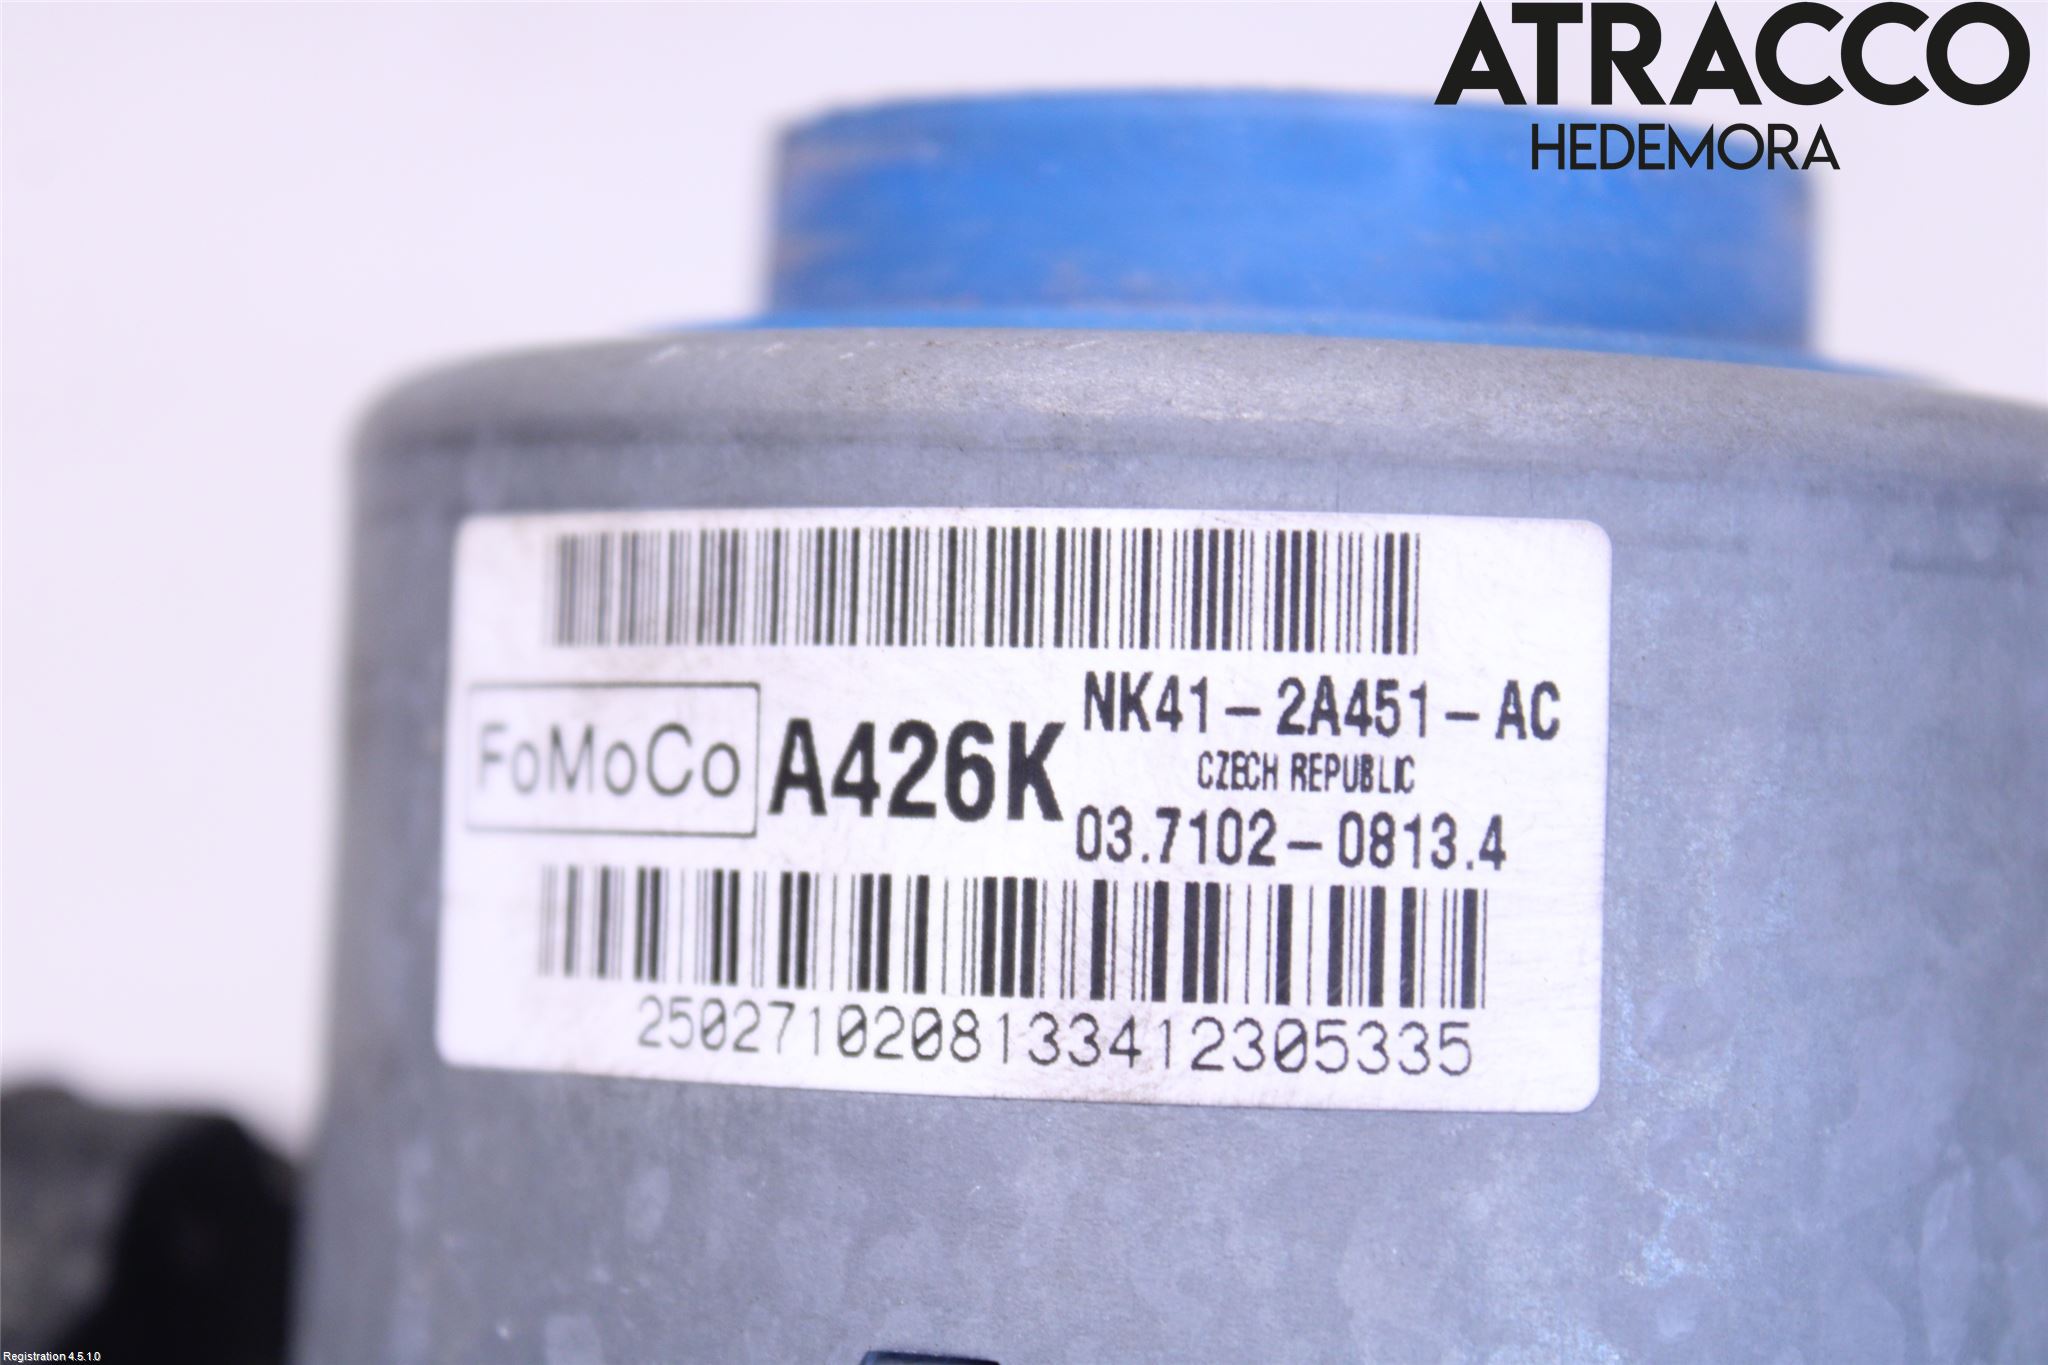 ATRACCO
HEDEMORA
FoMoCo A426K
NK41-2A451-AC
CZECH REPUBLIC
03.7102-0813.4
2502710208133412305335
Registration 4.5.1.0